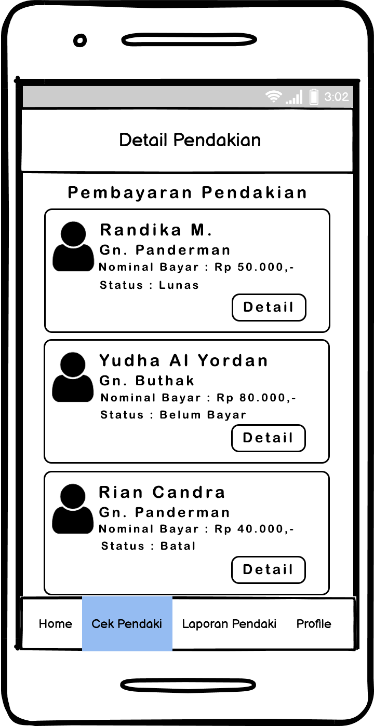 3:02
Detail Pendakian
Pembayaran Pendakian
Randika M.
Gn. Panderman
Nominal Bayar : Rp 50.000,-
Status : Lunas
Detail
Yudha Al Yordan
Gn. Buthak
Nominal Bayar : Rp 80.000,-
Status : Belum Bayar
Detail
Rian Candra
Gn. Panderman
Nominal Bayar : Rp 40.000,-
Status : Batal
Detail
Home Cek Pendaki Laporan Pendaki Profile